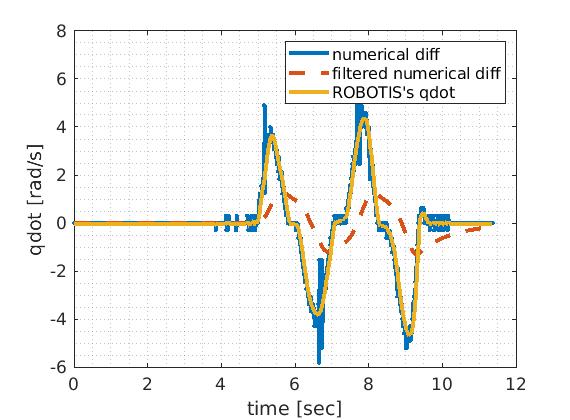 8
6
4
2
0
-2
-4
-6
qdot [rad/s]
numerical diff
filtered numerical diff
ROBOTIS's qdot
0 2 4 6 8 10 12
time [sec]